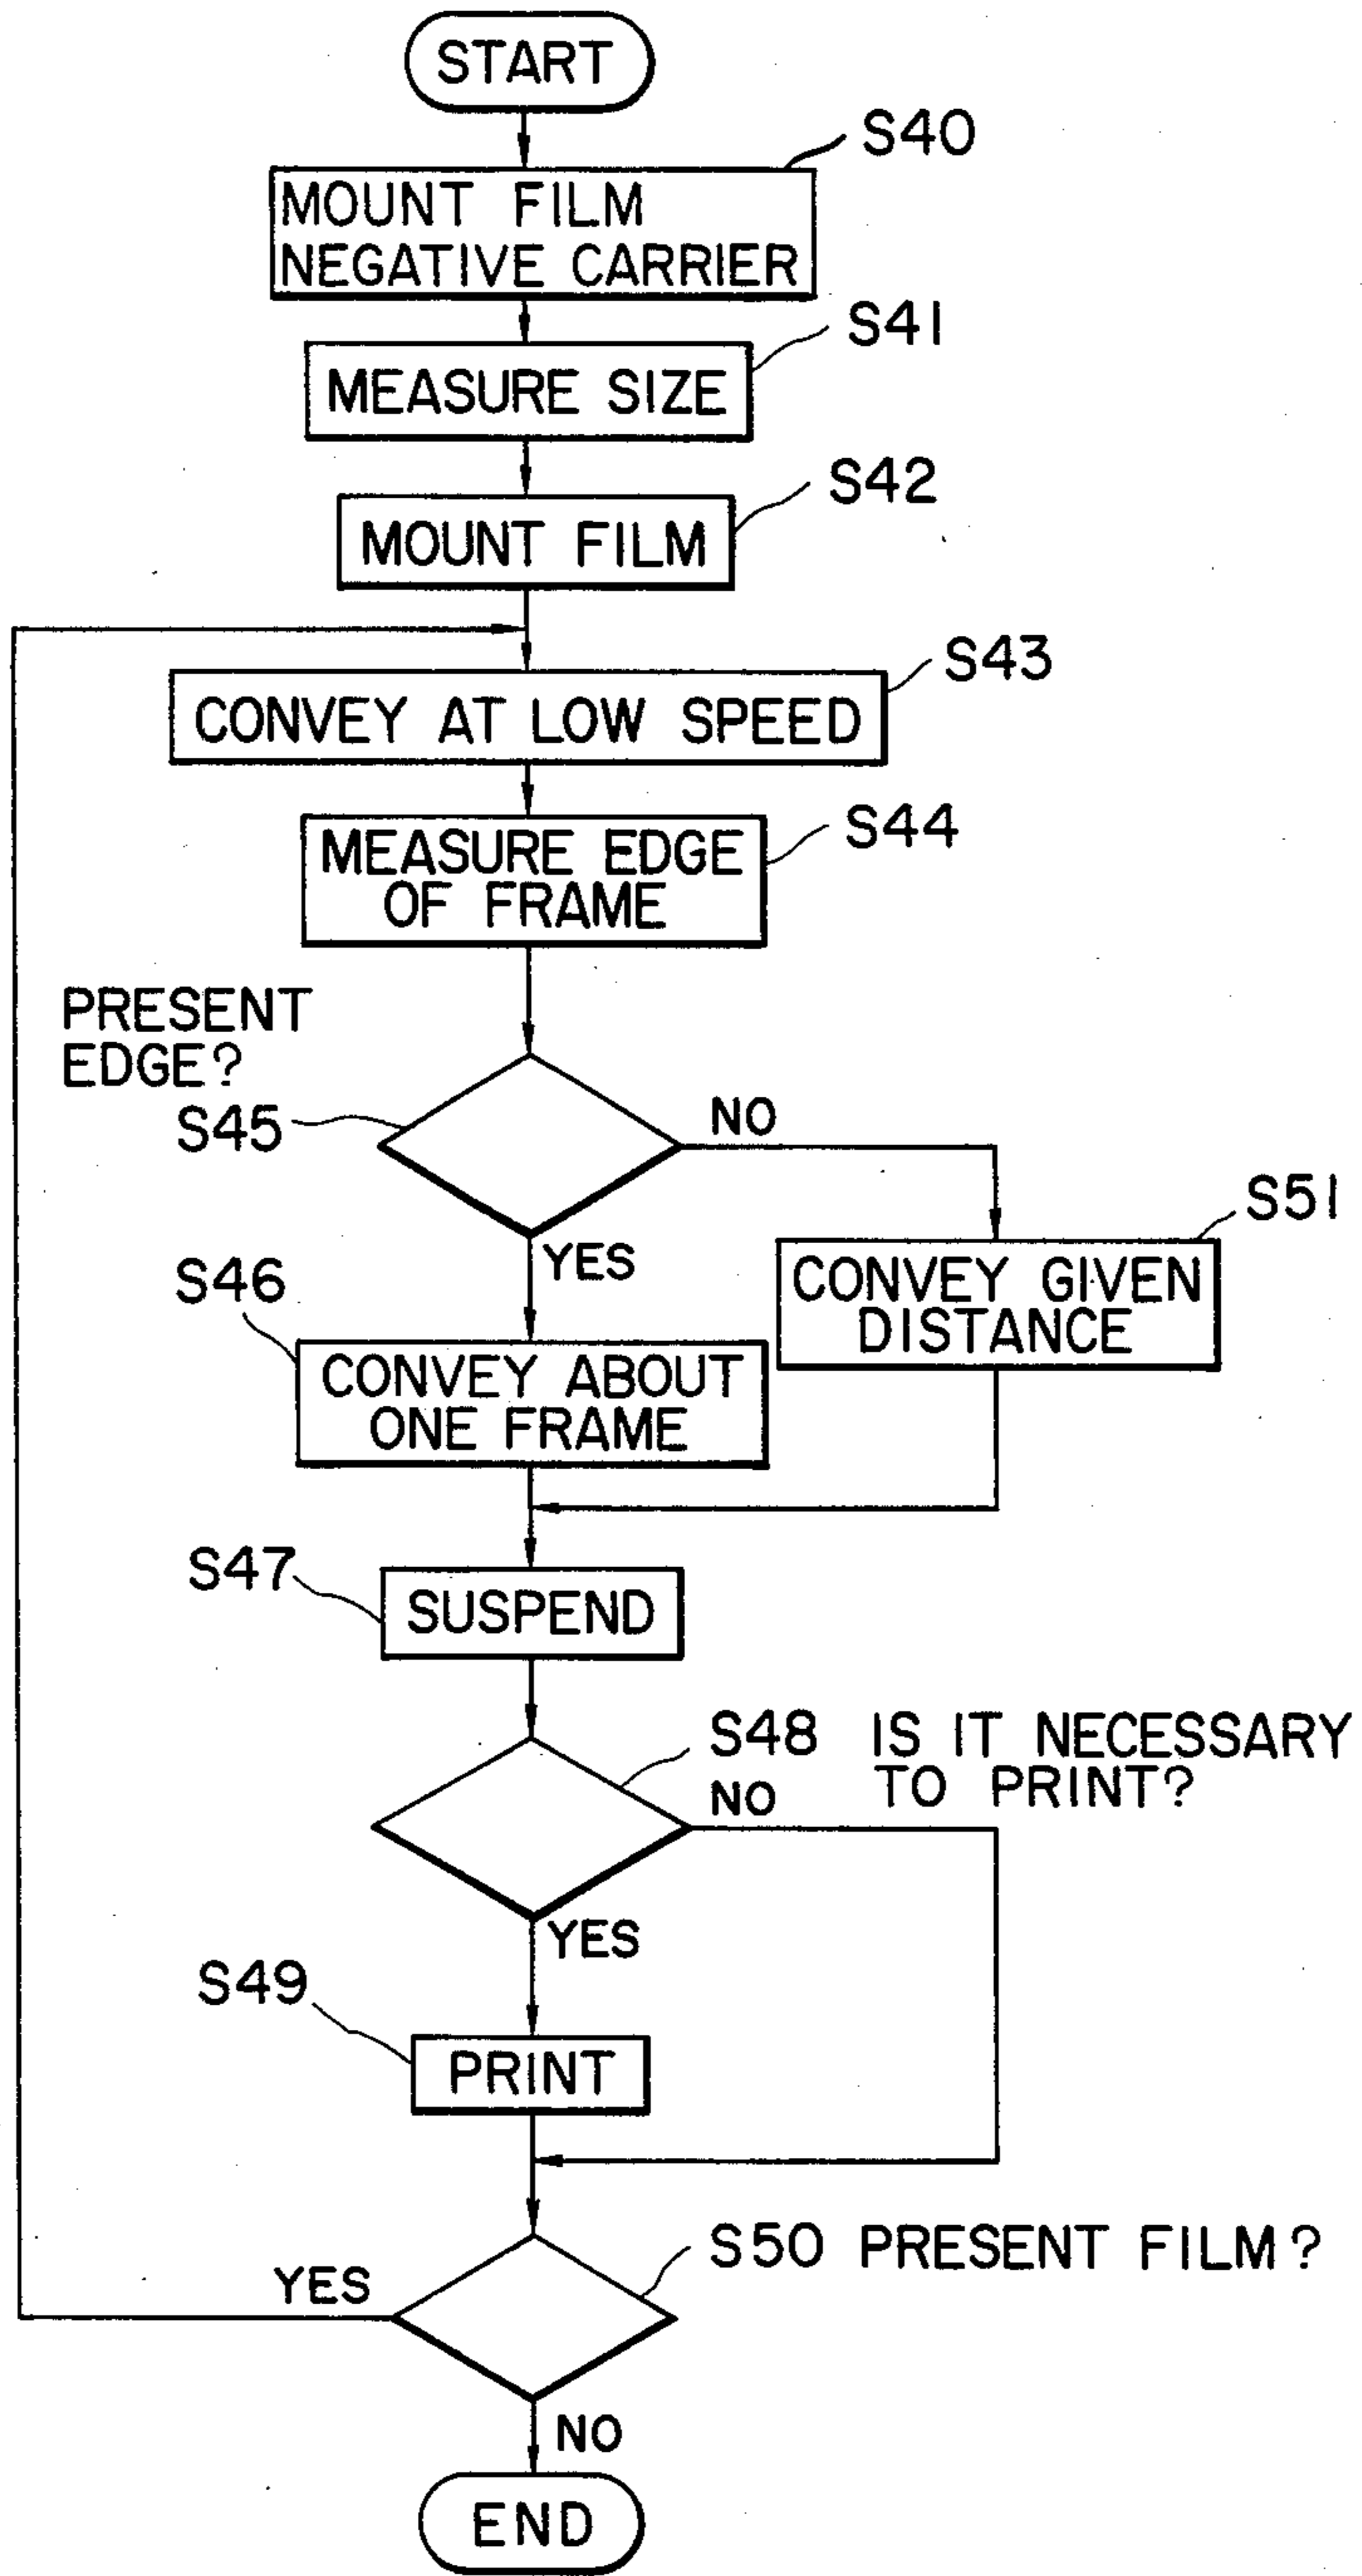 START
S40
MOUNT FILM
NEGATIVE CARRIER
S41
MEASURE SIZE
S42
MOUNT FILM
S43
CONVEY AT LOW SPEED
S44
MEASURE EDGE
OF FRAME
PRESENT
EDGE?
S45
NO
YES
S51
CONVEY GIVEN
DISTANCE
S46
CONVEY ABOUT
ONE FRAME
S47
SUSPEND
S48 IS IT NECESSARY
TO PRINT?
NO
YES
S49
PRINT
S50 PRESENT FILM?
YES
NO
END